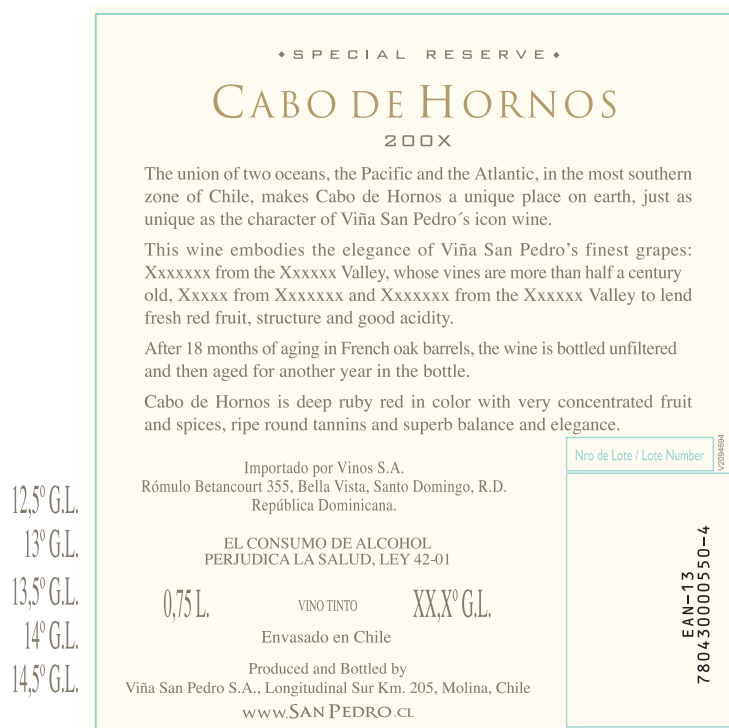 •SPECIAL RESERVE•
CABO DE HORNOS
200X
The union of two oceans, the Pacific and the Atlantic, in the most southern
zone of Chile, makes Cabo de Hornos a unique place on earth, just as
unique as the character of Viña San Pedro´s icon wine.
This wine embodies the elegance of Viña San Pedro's finest grapes:
Xxxxxxx from the Xxxxxx Valley, whose vines are more than half a century
old, Xxxxx from Xxxxxxx and Xxxxxxx from the Xxxxxx Valley to lend
fresh red fruit, structure and good acidity.
After 18 months of aging in French oak barrels, the wine is bottled unfiltered
and then aged for another year in the bottle.
Cabo de Hornos is deep ruby red in color with very concentrated fruit
and spices, ripe round tannins and superb balance and elegance.
Nro de Lote / Lote Number
V2094694
Importado por Vinos S.A.
Rómulo Betancourt 355, Bella Vista, Santo Domingo, R.D.
República Dominicana.
EL CONSUMO DE ALCOHOL
PERJUDICA LA SALUD, LEY 42-01
0,75 L. VINO TINTO XX,Xº G.L.
Envasado en Chile
Produced and Bottled by
Viña San Pedro S.A., Longitudinal Sur Km. 205, Molina, Chile
www.SAN PEDRO.CL
12,5º G.L.
13º G.L.
13,5º G.L.
14º G.L.
14,5º G.L.
EAN-13
780430000550-4